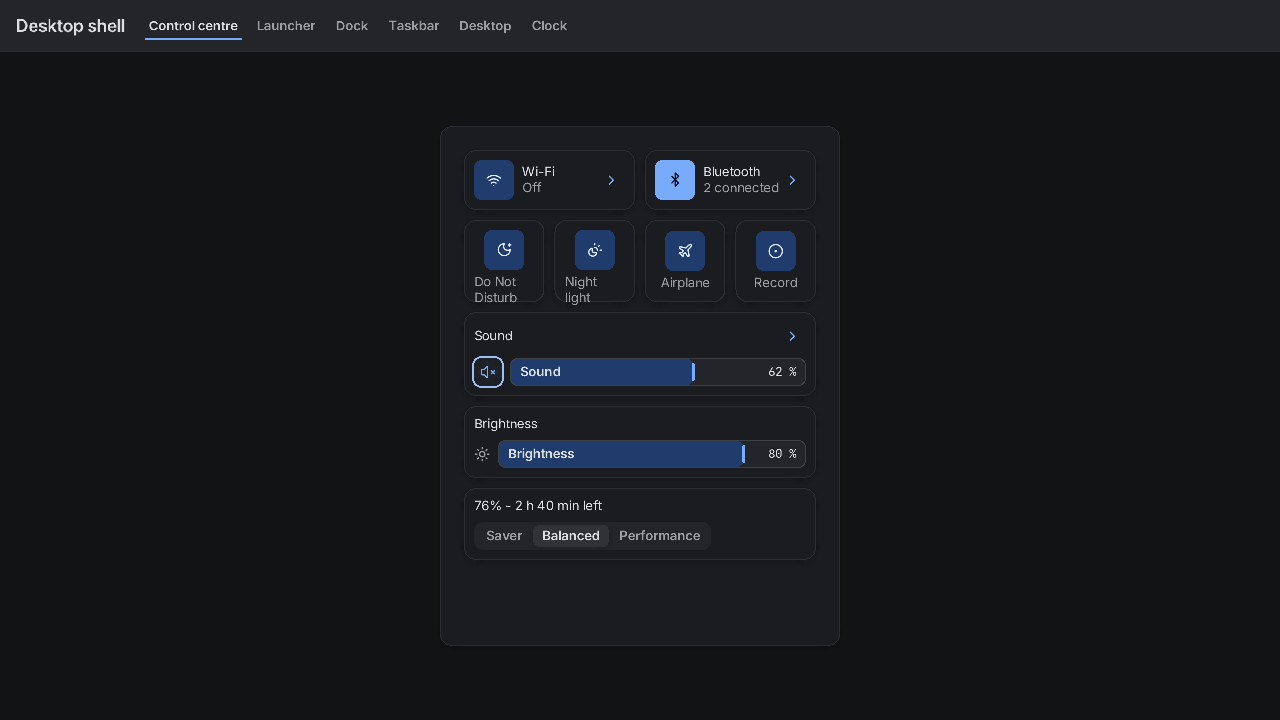 Desktop shell Control centre Launcher Dock Taskbar Desktop Clock
Wi-Fi
Off
Bluetooth
2 connected
Do Not
Disturb
Night
light
Airplane
Record
Sound
Sound 62 %
Brightness
Brightness 80 %
76% - 2 h 40 min left
Saver Balanced Performance